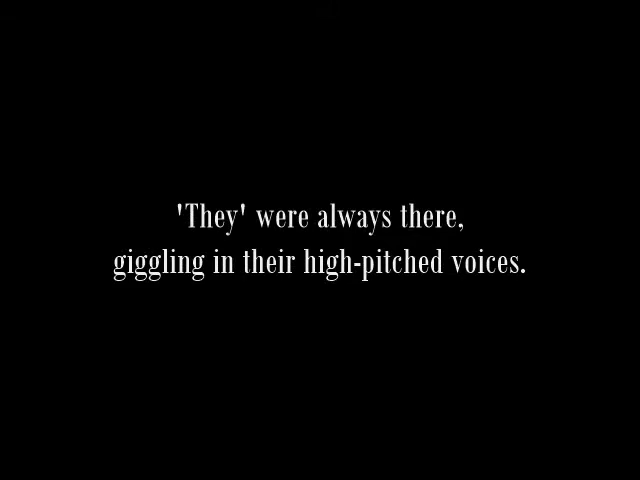 'They' were always there,
giggling in their high-pitched voices.